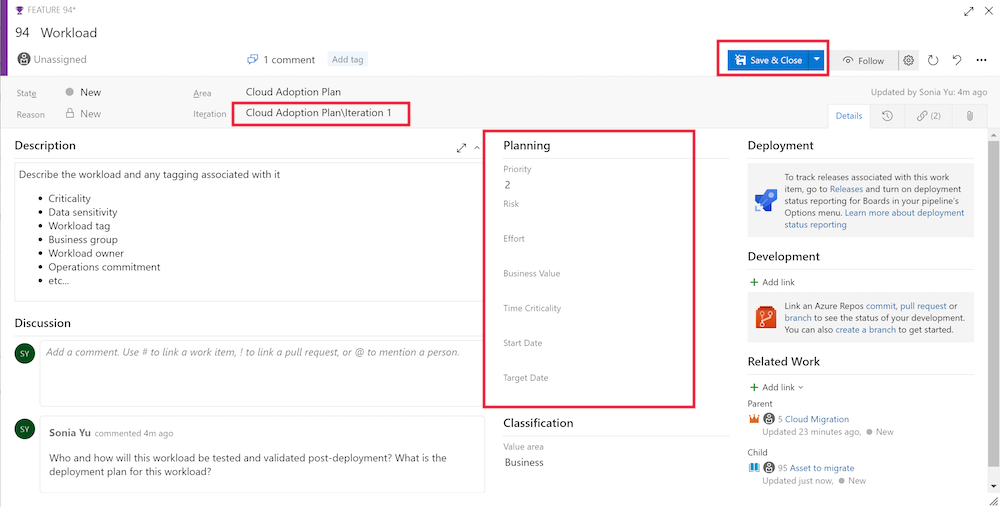 FEATURE 94*
94 Workload
Unassigned
1 comment
Add tag
Save & Close
Follow
State
New
Area
Cloud Adoption Plan
Updated by Sonia Yu: 4m ago
Reason
New
Iteration
Cloud Adoption Plan\Iteration 1
Details
(2)
Description
Describe the workload and any tagging associated with it
Criticality
Data sensitivity
Workload tag
Business group
Workload owner
Operations commitment
etc...
Discussion
SY
Add a comment. Use # to link a work item, ! to link a pull request, or @ to mention a person.
SY
Sonia Yu commented 4m ago
Who and how will this workload be tested and validated post-deployment? What is the
deployment plan for this workload?
Planning
Priority
2
Risk
Effort
Business Value
Time Criticality
Start Date
Target Date
Classification
Value area
Business
Deployment
To track releases associated with this work
item, go to Releases and turn on deployment
status reporting for Boards in your pipeline's
Options menu. Learn more about deployment
status reporting
Development
Add link
Link an Azure Repos commit, pull request or
branch to see the status of your development.
You can also create a branch to get started.
Related Work
Add link
Parent
5 Cloud Migration
Updated 23 minutes ago, New
Child
95 Asset to migrate
Updated just now, New